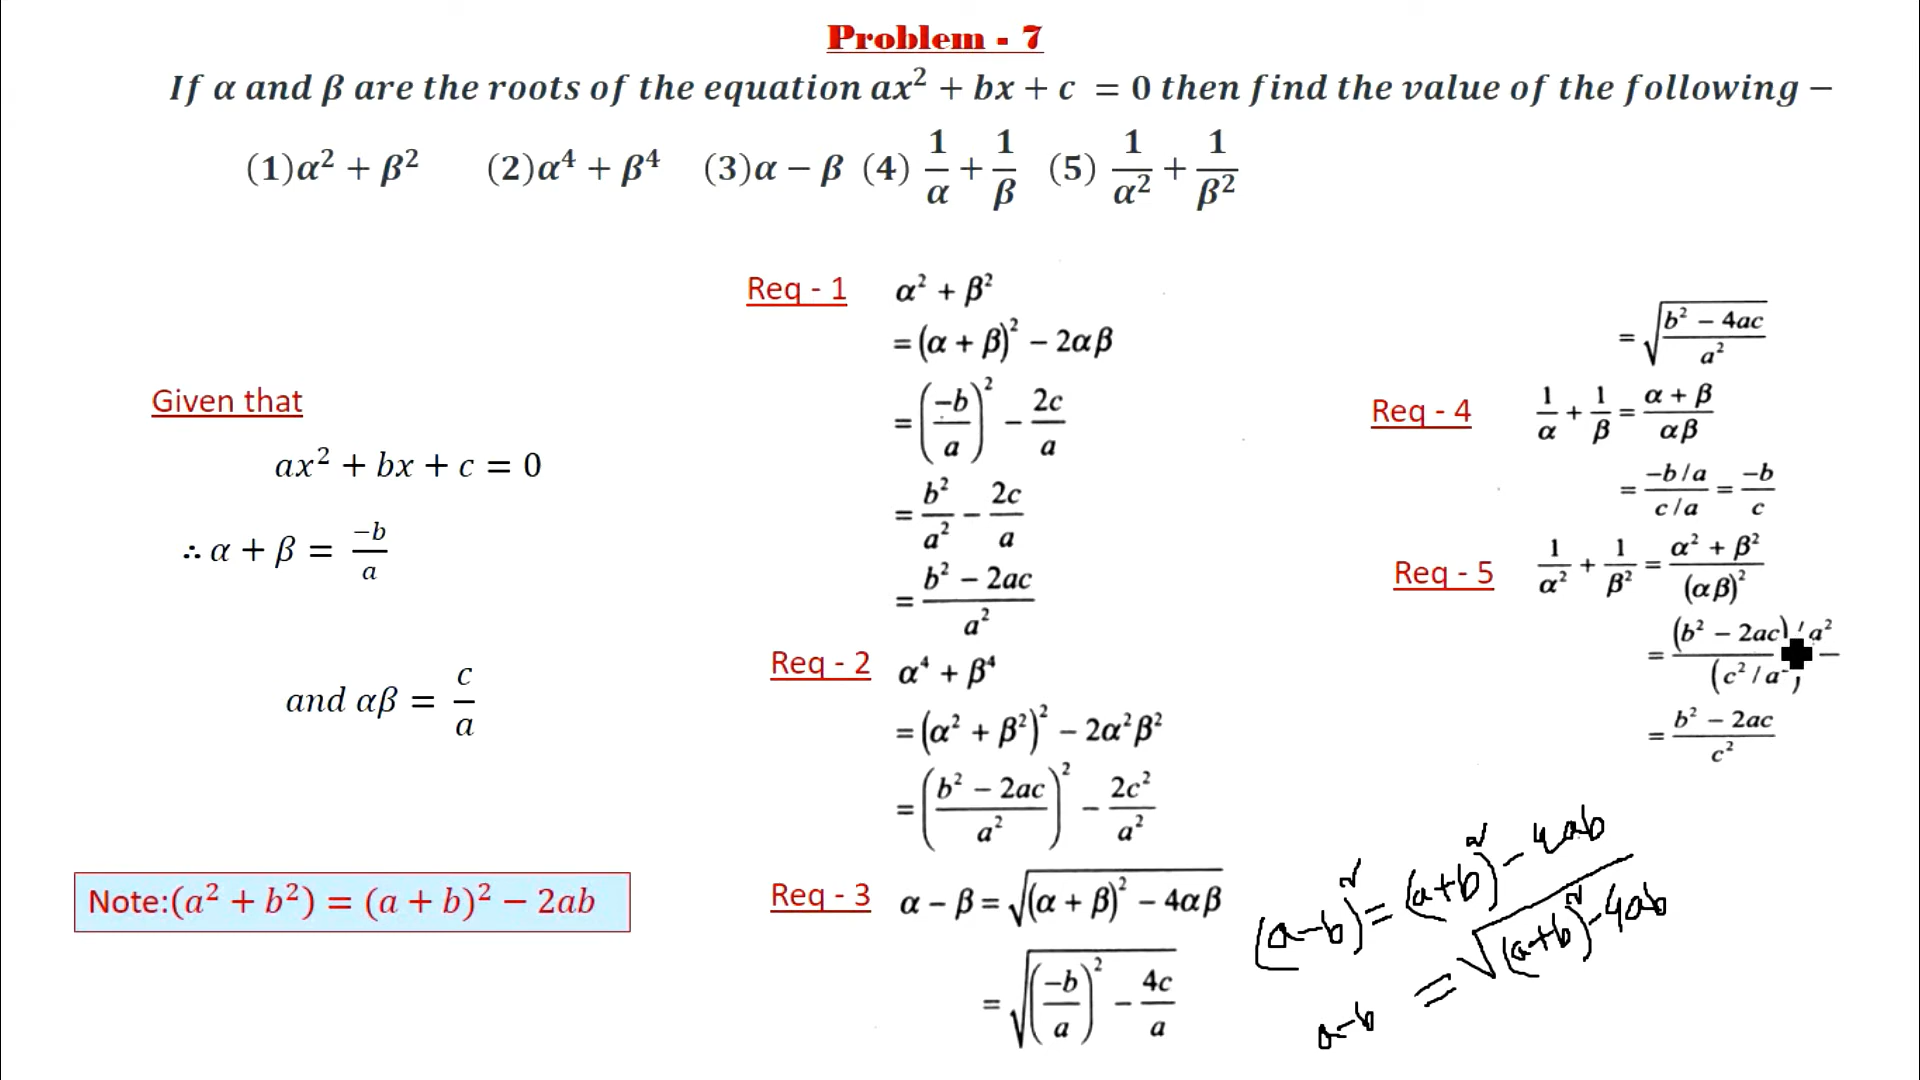 Problem - 7
If α and β are the roots of the equation ax² + bx + c = 0 then find the value of the following −
(1)α² + β² (2)α⁴ + β⁴ (3)α − β (4) 1/α + 1/β (5) 1/α² + 1/β²
Given that
ax² + bx + c = 0
∴ α + β = −b/a
and αβ = c/a
Note:(a² + b²) = (a + b)² − 2ab
Req - 1 α² + β²
= (α + β)² − 2αβ
= (−b/a)² − 2c/a
= b²/a² − 2c/a
= (b² − 2ac)/a²
Req - 2 α⁴ + β⁴
= (α² + β²)² − 2α²β²
= ((b² − 2ac)/a²)² − 2c²/a²
Req - 3 α − β = √((α + β)² − 4αβ)
= √((−b/a)² − 4c/a)
= √((b² − 4ac)/a²)
Req - 4 1/α + 1/β = (α + β)/(αβ)
= (−b/a)/(c/a) = −b/c
Req - 5 1/α² + 1/β² = (α² + β²)/(αβ)²
= ((b² − 2ac)/a²)/(c²/a²)
= (b² − 2ac)/c²
(a−b)² = (a+b)² − 4ab
a−b = √((a+b)² − 4ab)